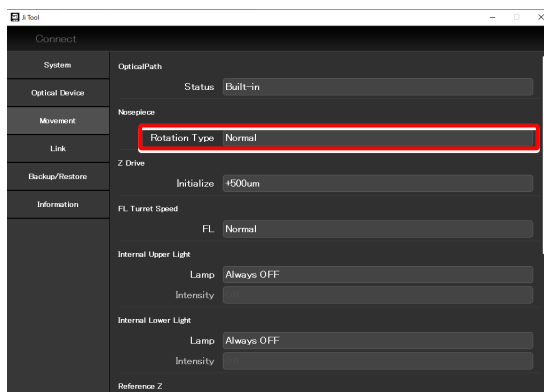 Ji Tool
Connect
System
Optical Device
Movement
Link
Backup/Restore
Information
OpticalPath
Status Built-in
Nosepiece
Rotation Type Normal
Z Drive
Initialize +500um
FL Turret Speed
FL Normal
Internal Upper Light
Lamp Always OFF
Intensity
Internal Lower Light
Lamp Always OFF
Intensity
Reference Z